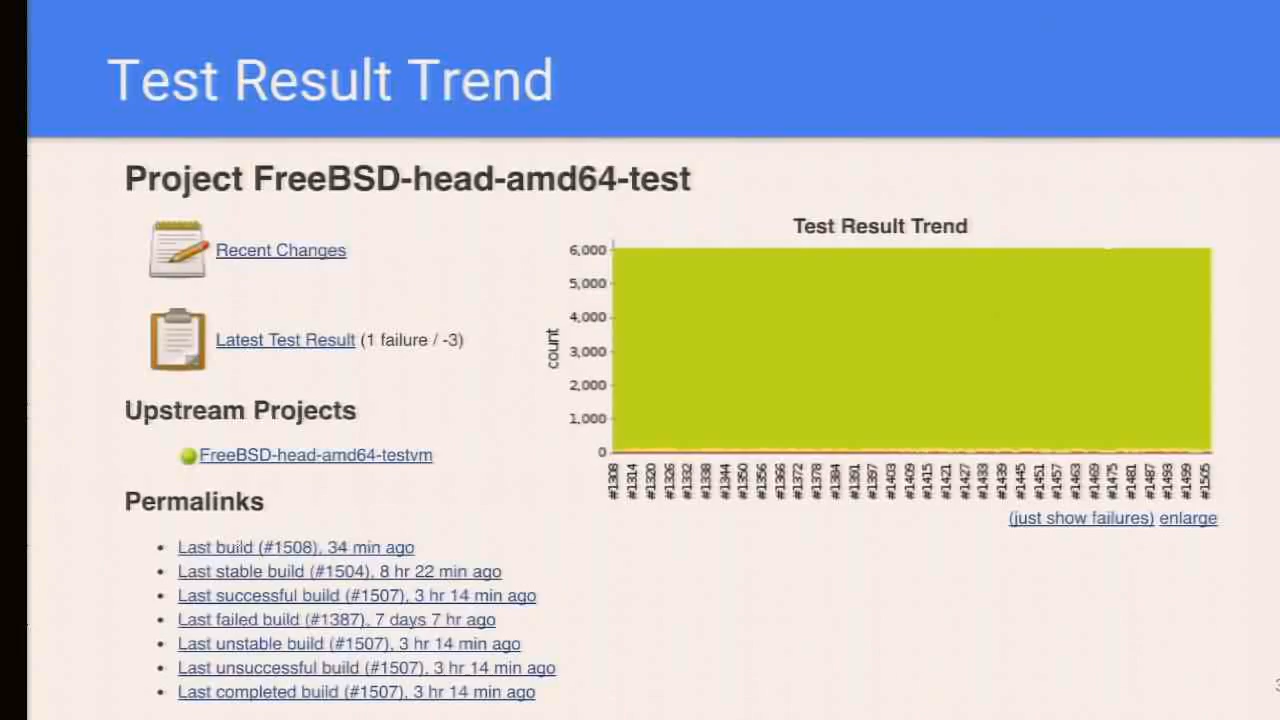 Test Result Trend
Project FreeBSD-head-amd64-test
Recent Changes
Latest Test Result (1 failure / -3)
Upstream Projects
FreeBSD-head-amd64-testvm
Permalinks
Last build (#1508), 34 min ago
Last stable build (#1504), 8 hr 22 min ago
Last successful build (#1507), 3 hr 14 min ago
Last failed build (#1387), 7 days 7 hr ago
Last unstable build (#1507), 3 hr 14 min ago
Last unsuccessful build (#1507), 3 hr 14 min ago
Last completed build (#1507), 3 hr 14 min ago
Test Result Trend
count
6,000
5,000
4,000
3,000
2,000
1,000
0
#1308 #1314 #1320 #1326 #1332 #1338 #1344 #1350 #1356 #1366 #1372 #1378 #1384 #1391 #1397 #1403 #1409 #1415 #1421 #1427 #1433 #1439 #1445 #1451 #1457 #1463 #1469 #1475 #1481 #1487 #1493 #1499 #1505
(just show failures) enlarge